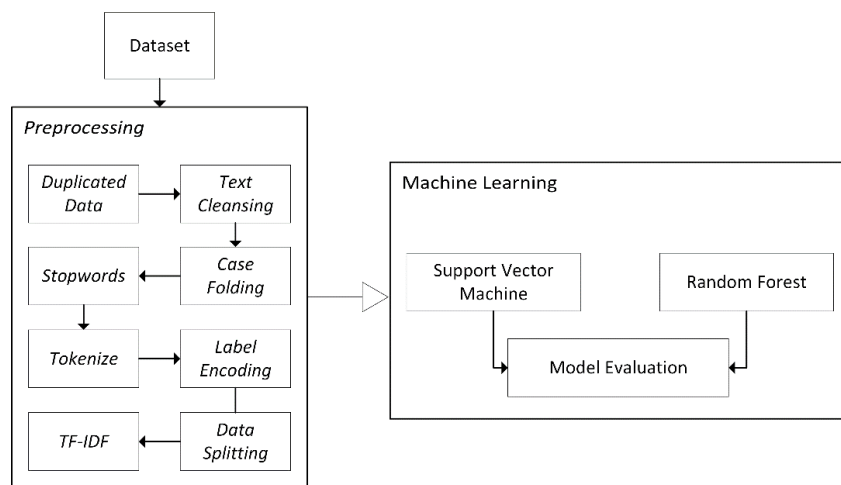 Dataset
Preprocessing
Duplicated
Data
Text
Cleansing
Stopwords
Case
Folding
Tokenize
Label
Encoding
TF-IDF
Data
Splitting
Machine Learning
Support Vector
Machine
Random Forest
Model Evaluation